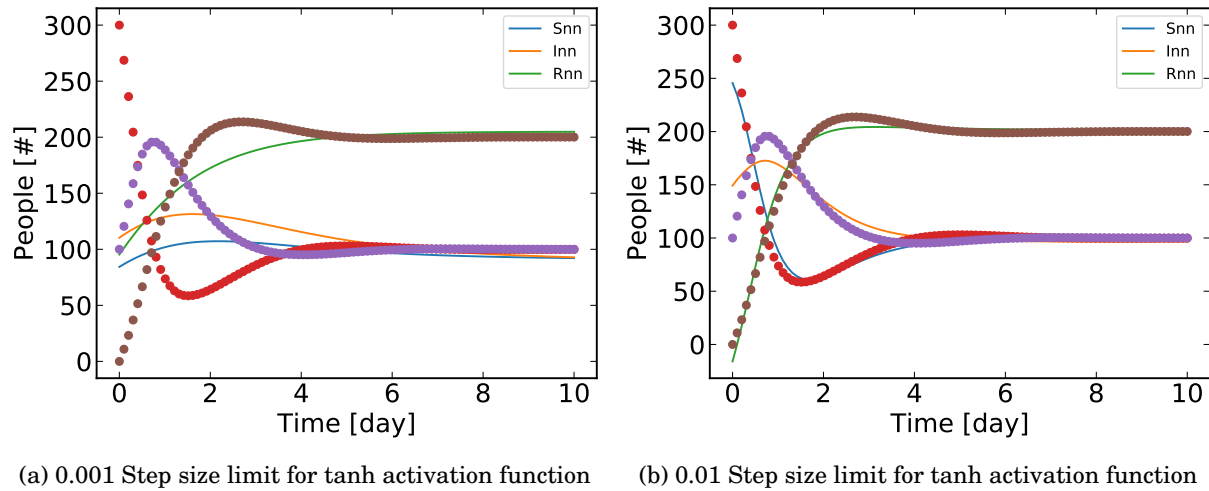 300
250
200
150
100
50
0
People [#]
0 2 4 6 8 10
Time [day]
Snn
Inn
Rnn
(a) 0.001 Step size limit for tanh activation function
300
250
200
150
100
50
0
People [#]
0 2 4 6 8 10
Time [day]
Snn
Inn
Rnn
(b) 0.01 Step size limit for tanh activation function